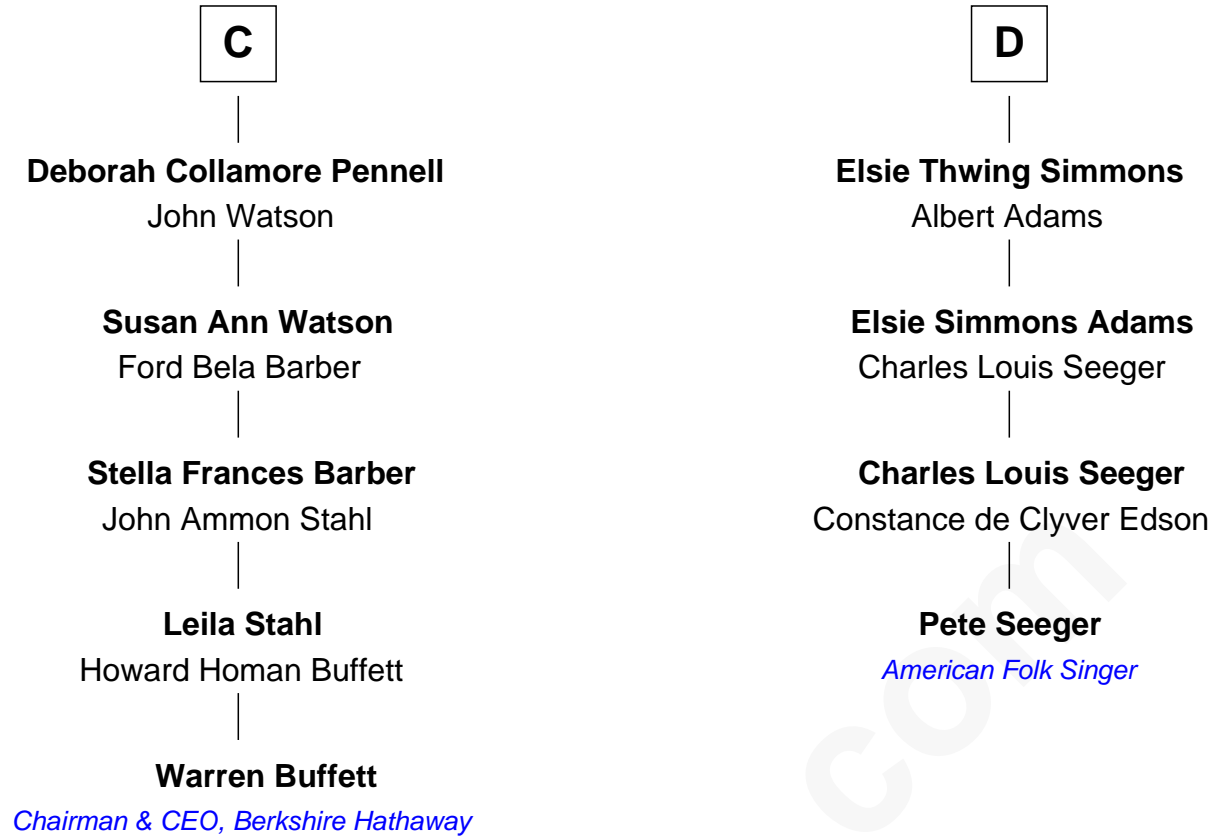 C
Deborah Collamore Pennell
John Watson
Susan Ann Watson
Ford Bela Barber
Stella Frances Barber
John Ammon Stahl
Leila Stahl
Howard Homan Buffett
Warren Buffett
Chairman & CEO, Berkshire Hathaway
D
Elsie Thwing Simmons
Albert Adams
Elsie Simmons Adams
Charles Louis Seeger
Charles Louis Seeger
Constance de Clyver Edson
Pete Seeger
American Folk Singer
com